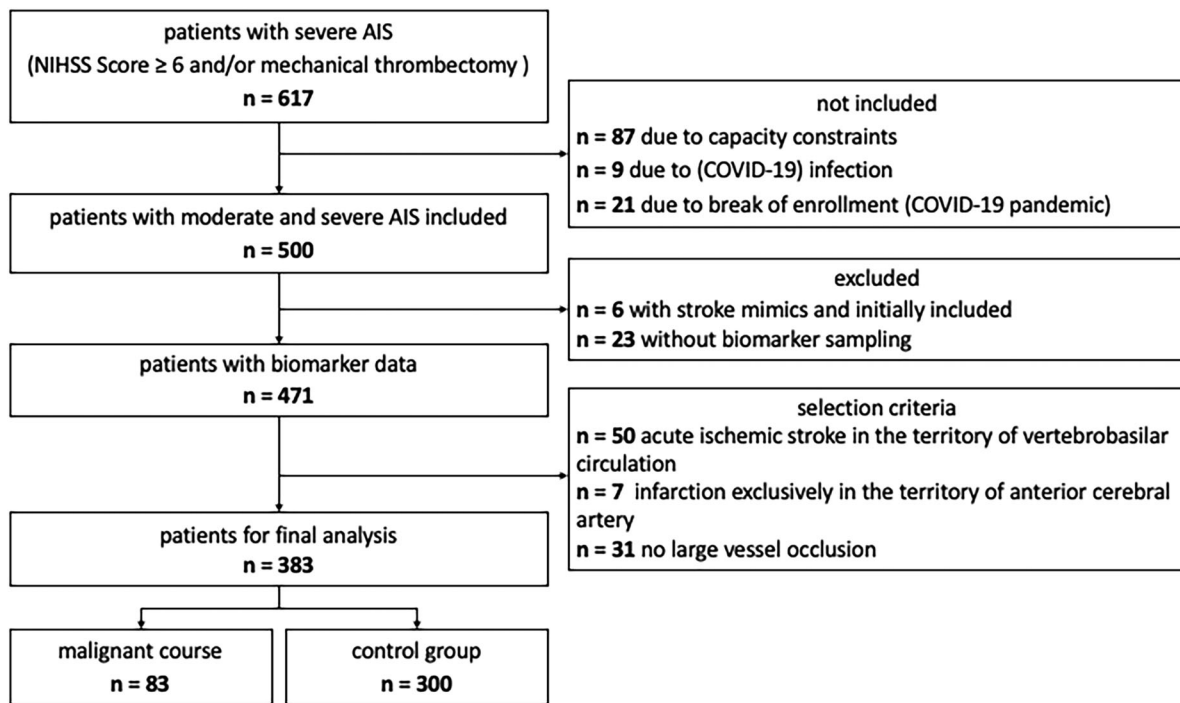 patients with severe AIS
(NIHSS Score ≥ 6 and/or mechanical thrombectomy )
n = 617
not included
n = 87 due to capacity constraints
n = 9 due to (COVID-19) infection
n = 21 due to break of enrollment (COVID-19 pandemic)
patients with moderate and severe AIS included
n = 500
excluded
n = 6 with stroke mimics and initially included
n = 23 without biomarker sampling
patients with biomarker data
n = 471
selection criteria
n = 50 acute ischemic stroke in the territory of vertebrobasilar
circulation
n = 7 infarction exclusively in the territory of anterior cerebral
artery
n = 31 no large vessel occlusion
patients for final analysis
n = 383
malignant course
n = 83
control group
n = 300